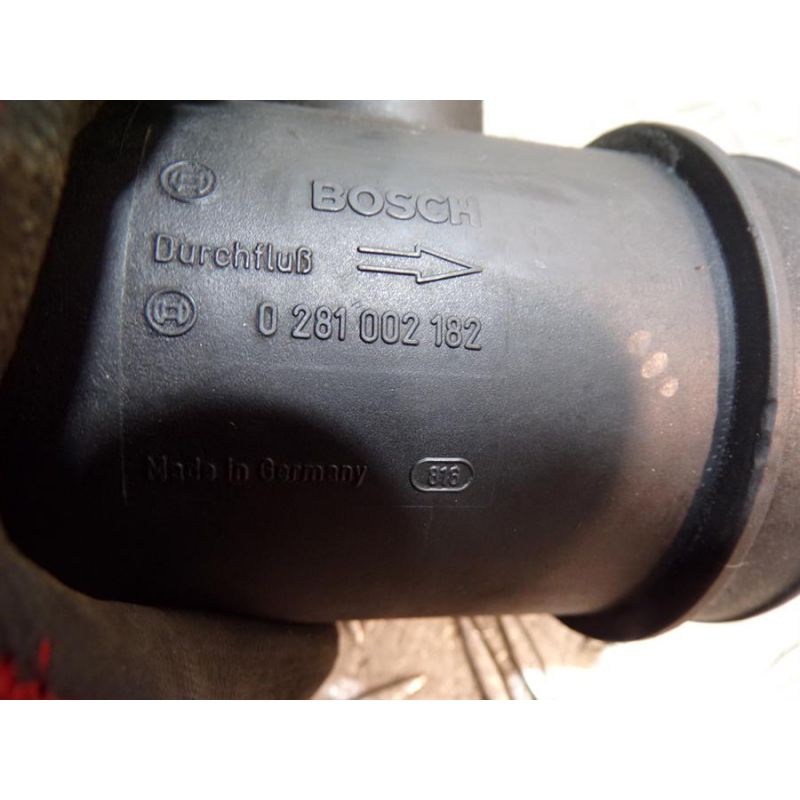 BOSCH
Durchfluß
0 281 002 182
Made in Germany 816